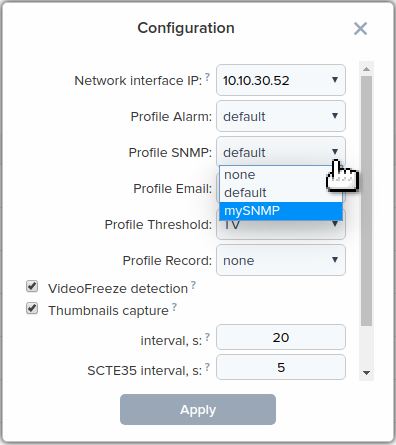 Configuration
Network interface IP: ? 10.10.30.52
Profile Alarm: default
Profile SNMP: default
none
Profile Email: default
mySNMP
Profile Threshold: TV
Profile Record: none
VideoFreeze detection ?
Thumbnails capture ?
interval, s: ? 20
SCTE35 interval, s: ? 5
Apply